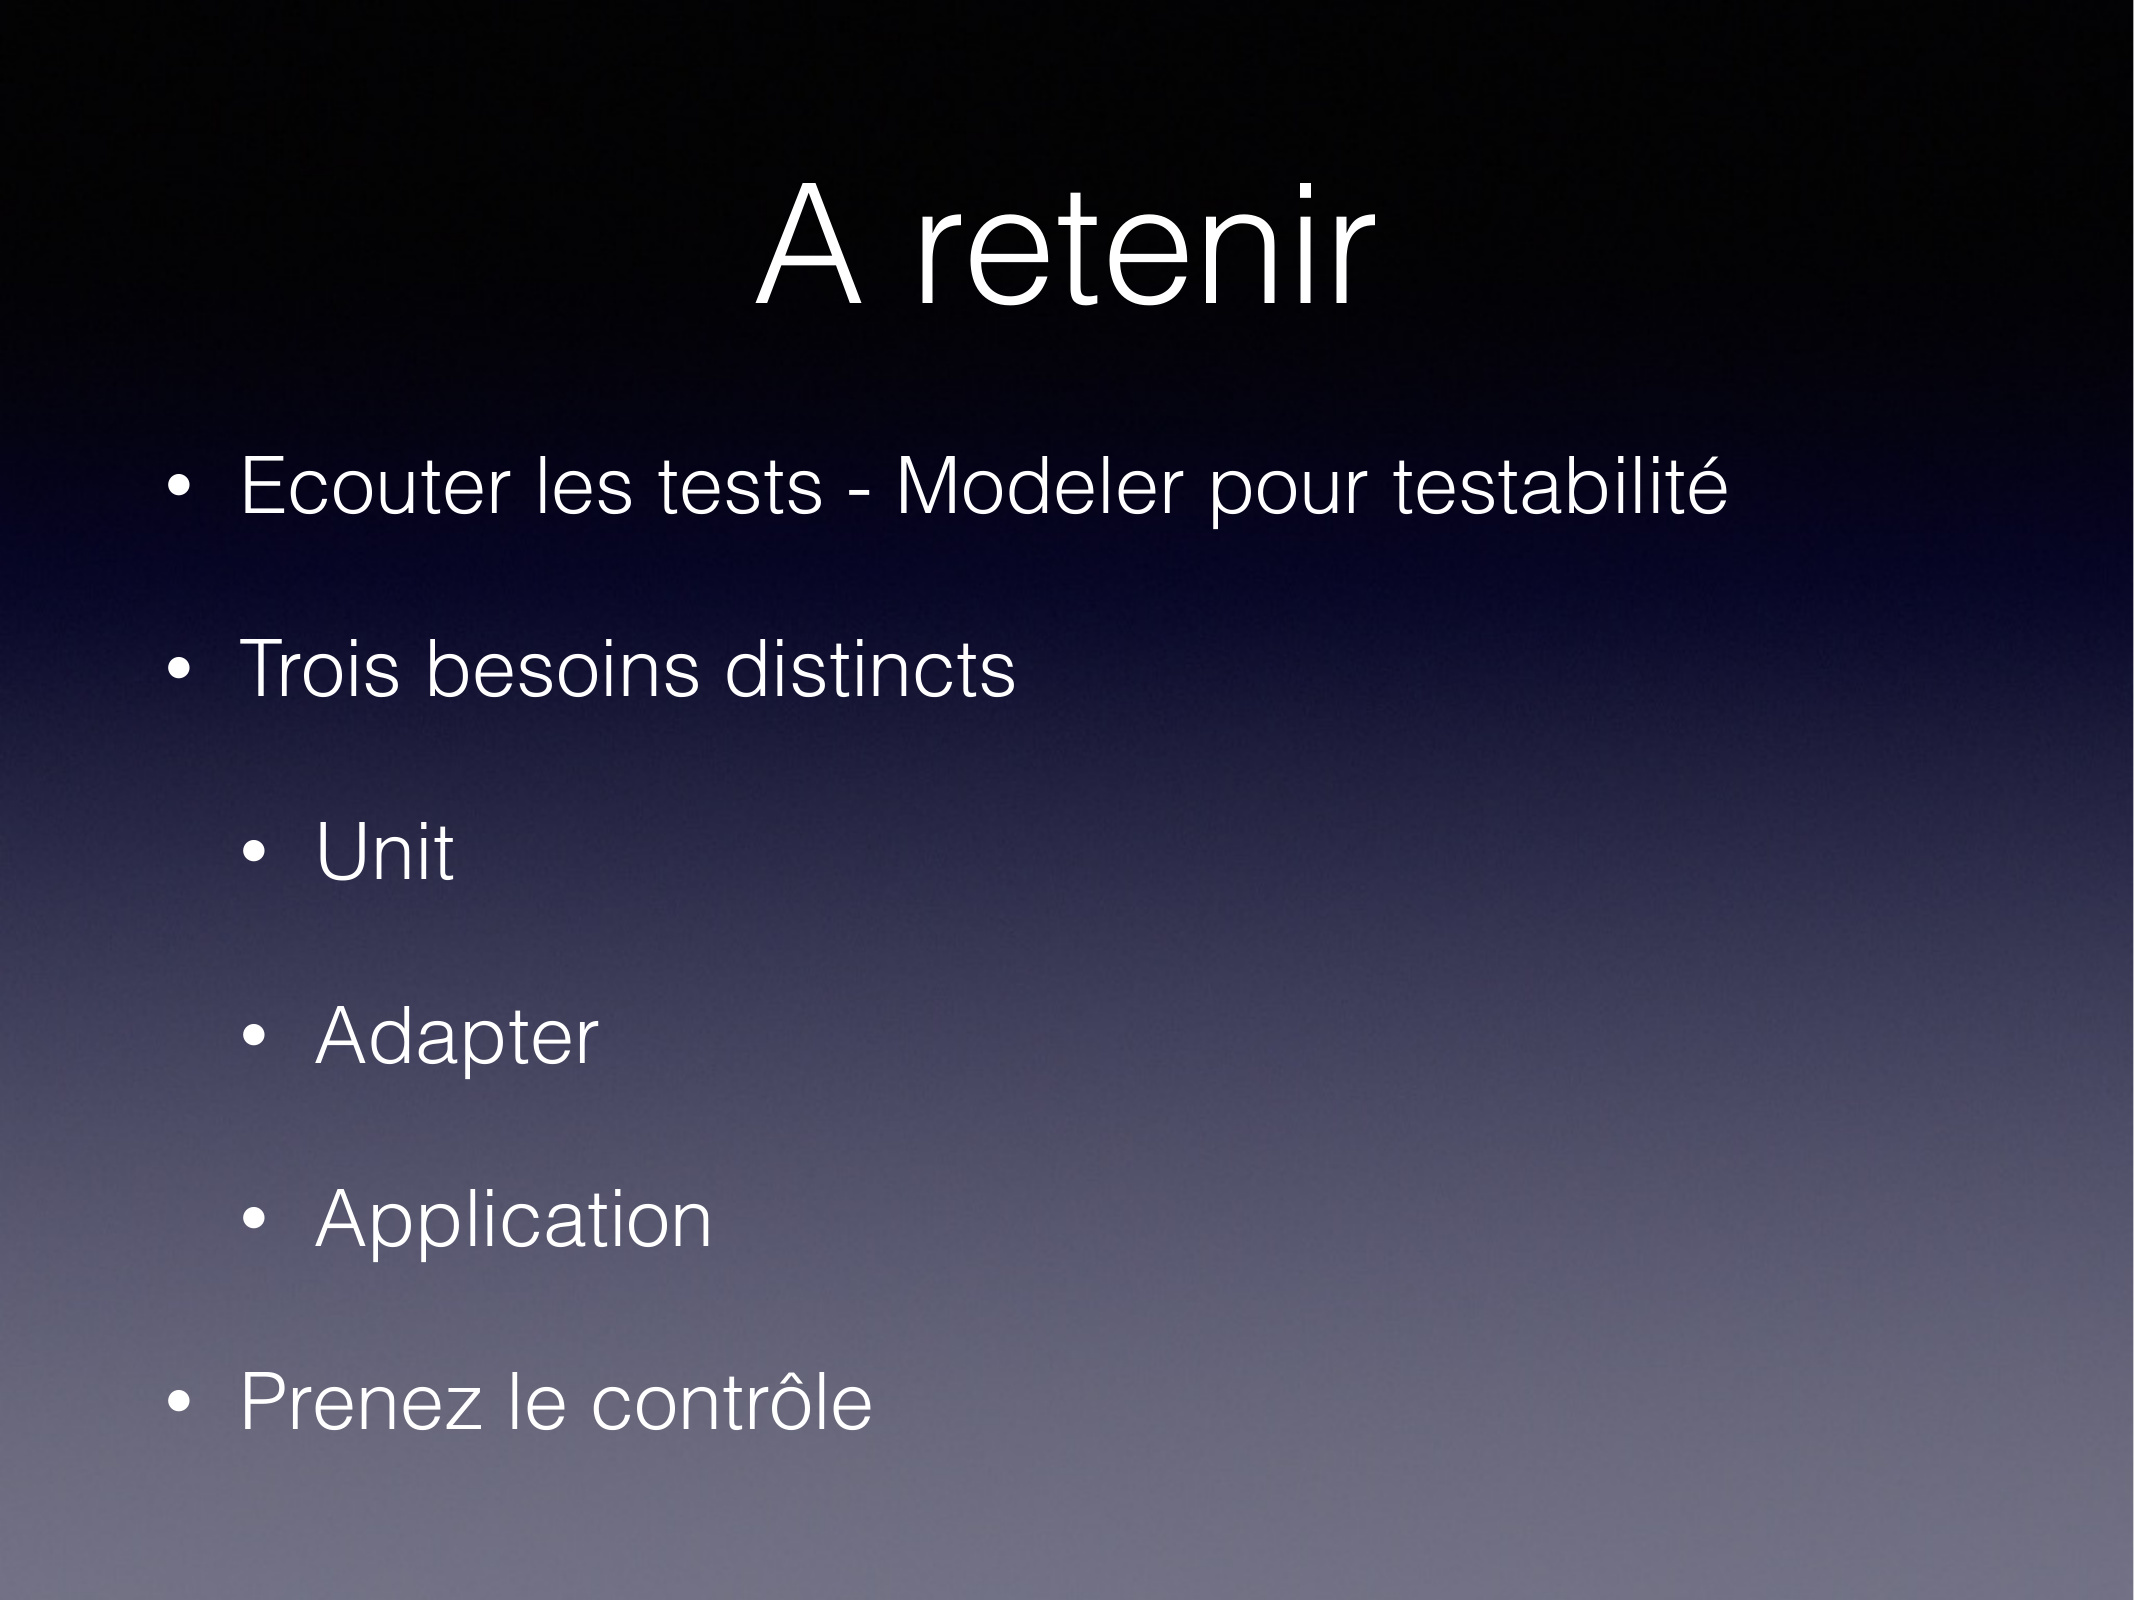 A retenir
• Ecouter les tests - Modeler pour testabilité
• Trois besoins distincts
• Unit
• Adapter
• Application
• Prenez le contrôle